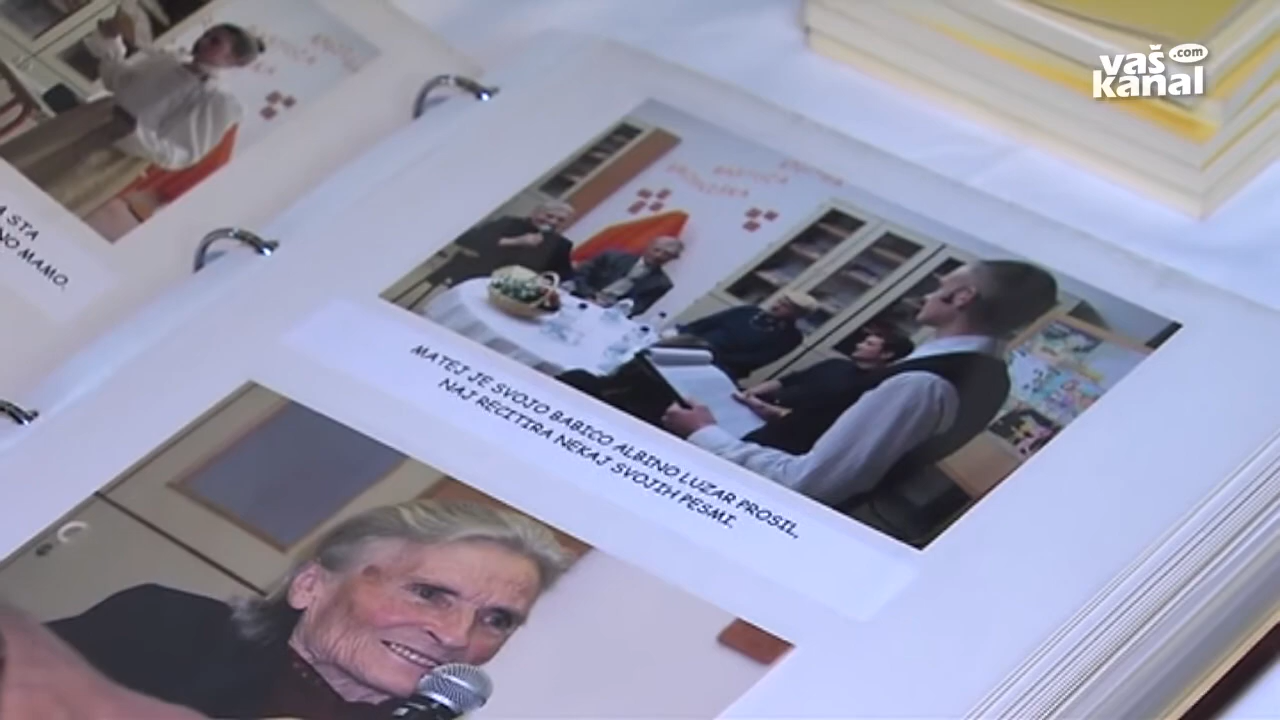 vaš
.com
kanal
A STA
NO MAMO.
MATEJ JE SVOJO BABICO ALBINO LUZAR PROSIL,
NAJ RECITIRA NEKAJ SVOJIH PESMI.